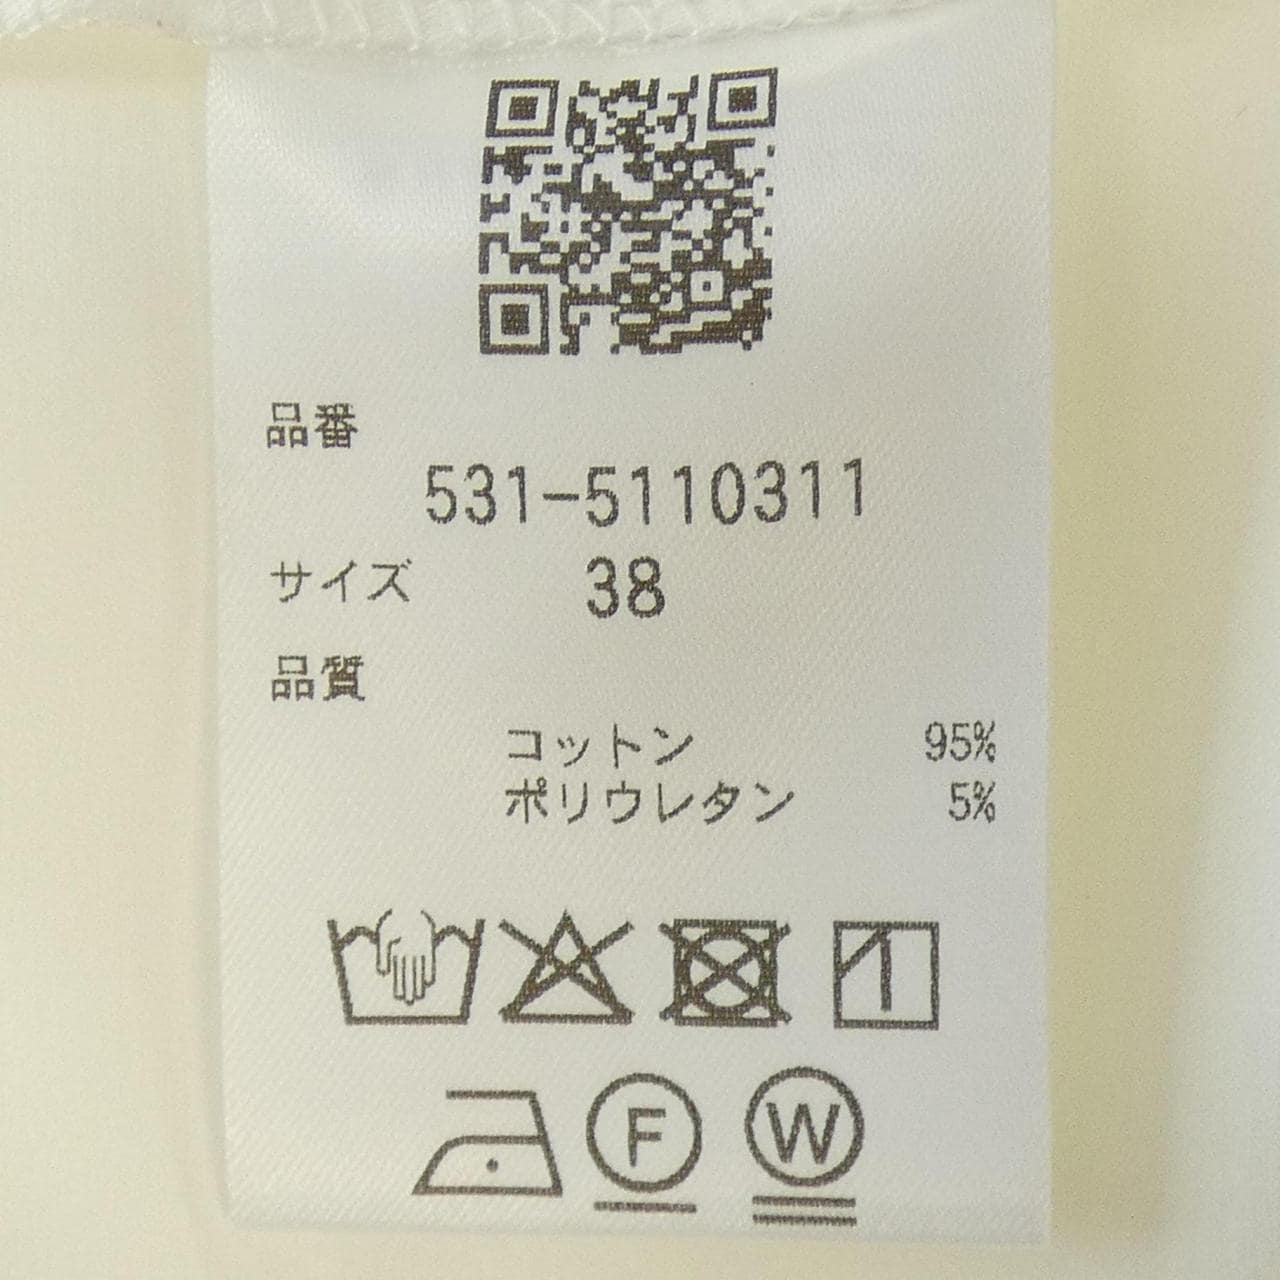 品番
531-5110311
サイズ 38
品質
コットン 95%
ポリウレタン 5%
F W